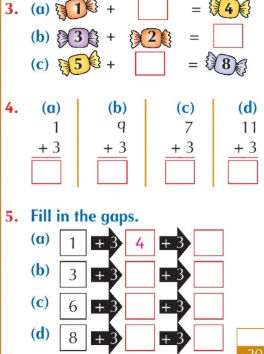 3. (a) 1 + = 4
(b) 3 + 2 =
(c) 5 + = 8
4. (a) (b) (c) (d)
1 9 7 11
+ 3 + 3 + 3 + 3
5. Fill in the gaps.
(a) 1 + 3 4 + 3
(b) 3 + 3 + 3
(c) 6 + 3 + 3
(d) 8 + 3 + 3